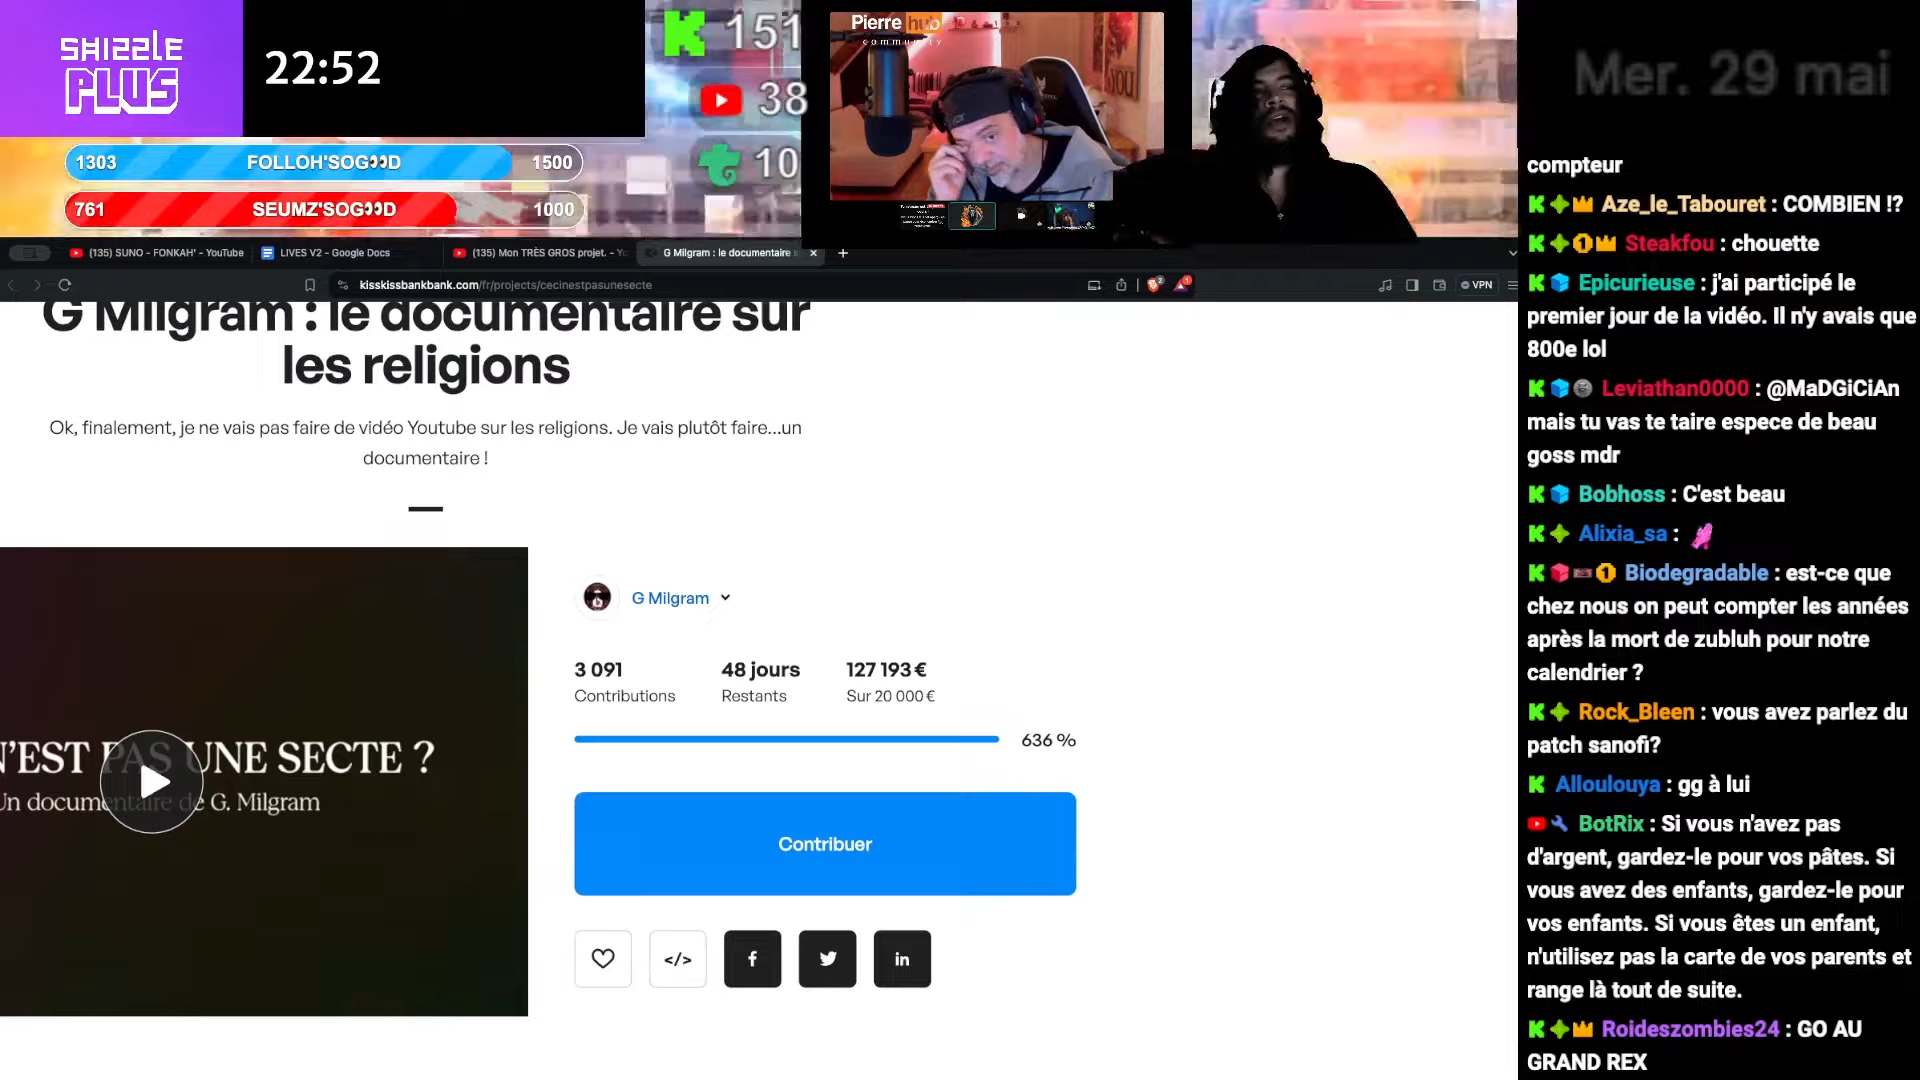 SHIZZLE
PLUS
22:52
151
38
10
1303 FOLLOH'SOG👀D 1500
761 SEUMZ'SOG👀D 1000
Pierre hub
community
Mer. 29 mai
(135) SUNO - FONKAH' - YouTube
LIVES V2 - Google Docs
(135) Mon TRÈS GROS projet. - Yo
G Milgram : le documentaire s
kisskissbankbank.com/fr/projects/cecinestpasunesecte
VPN
G Milgram : le documentaire sur
les religions
Ok, finalement, je ne vais pas faire de vidéo Youtube sur les religions. Je vais plutôt faire...un
documentaire !
N'EST PAS UNE SECTE ?
Un documentaire de G. Milgram
G Milgram
3 091
Contributions
48 jours
Restants
127 193 €
Sur 20 000 €
636 %
Contribuer
</>
f
in
compteur
Aze_le_Tabouret : COMBIEN !?
Steakfou : chouette
Epicurieuse : j'ai participé le
premier jour de la vidéo. Il n'y avais que
800e lol
Leviathan0000 : @MaDGiCiAn
mais tu vas te taire espece de beau
goss mdr
Bobhoss : C'est beau
Alixia_sa :
Biodegradable : est-ce que
chez nous on peut compter les années
après la mort de zubluh pour notre
calendrier ?
Rock_Bleen : vous avez parlez du
patch sanofi?
Alloulouya : gg à lui
BotRix : Si vous n'avez pas
d'argent, gardez-le pour vos pâtes. Si
vous avez des enfants, gardez-le pour
vos enfants. Si vous êtes un enfant,
n'utilisez pas la carte de vos parents et
range là tout de suite.
Roideszombies24 : GO AU
GRAND REX